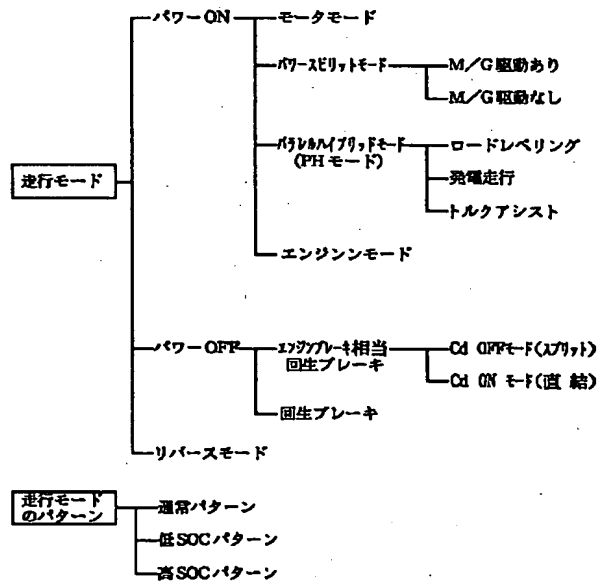 パワーON
モータモード
パワースピリットモード
M/G駆動あり
M/G駆動なし
パラレルハイブリッドモード
(PHモード)
ロードレベリング
発電走行
トルクアシスト
エンジンンモード
走行モード
パワーOFF
エンジンブレーキ相当
回生ブレーキ
Cd OFFモード(スプリット)
Cd ON モード(直 結)
回生ブレーキ
リバースモード
走行モード
のパターン
通常パターン
低SOCパターン
高SOCパターン